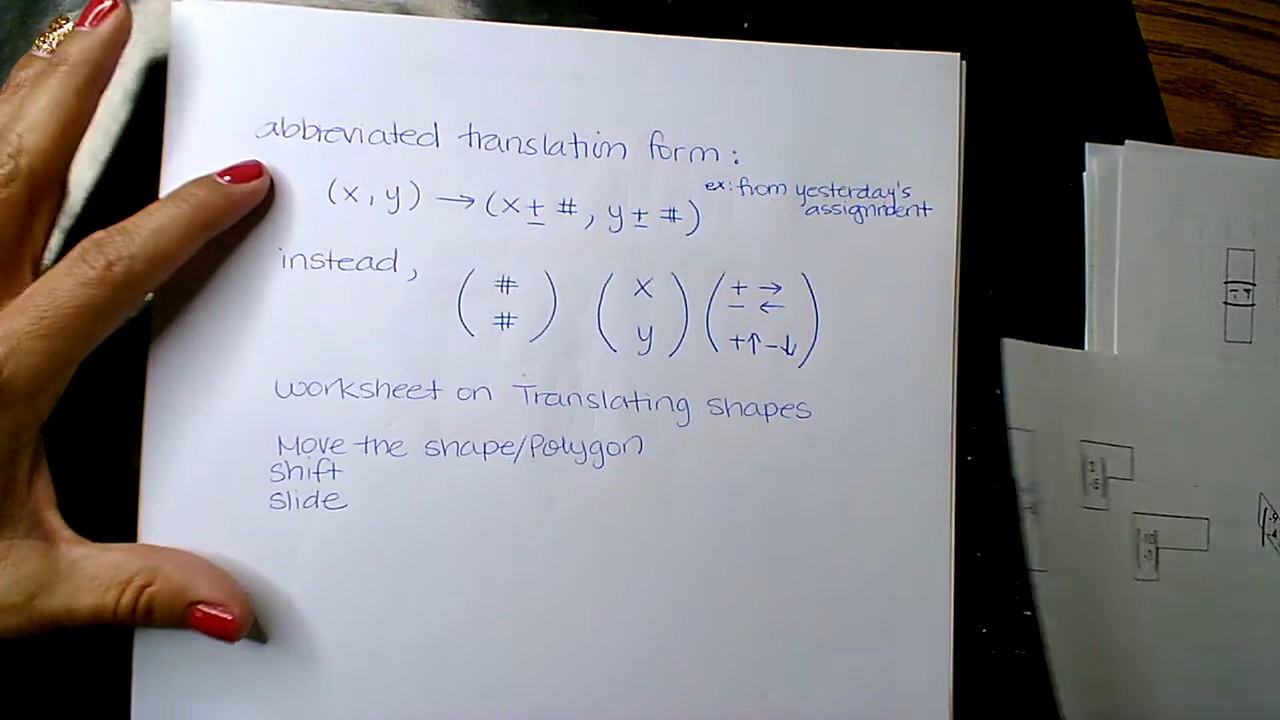 abbreviated translation form:
(x, y) → (x ± #, y ± #)
ex: from yesterday's
assignment
instead,
( # ) ( x ) ( + → )
( # ) ( y ) ( − ← )
+↑ −↓
Worksheet on Translating shapes
Move the shape/Polygon
shift
slide